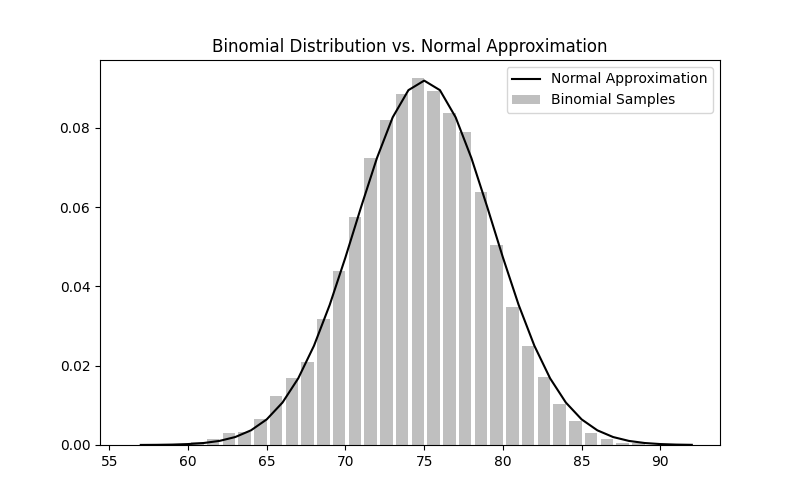 Binomial Distribution vs. Normal Approximation
Normal Approximation
Binomial Samples
0.08
0.06
0.04
0.02
0.00
55 60 65 70 75 80 85 90